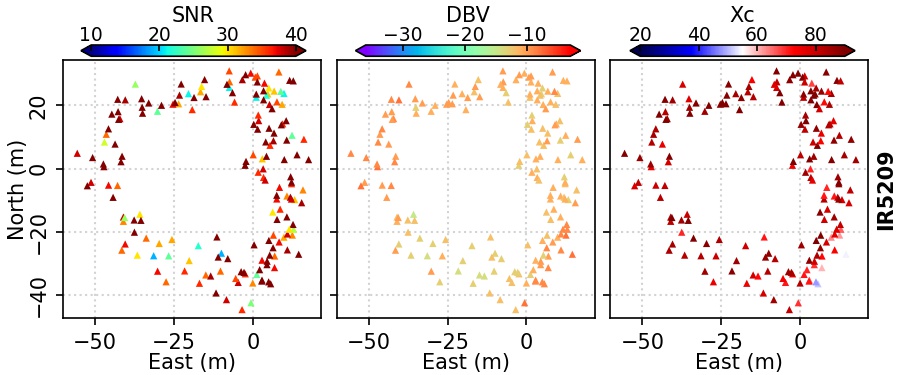 SNR DBV Xc
10 20 30 40 −30 −20 −10 20 40 60 80
20
0
−20
−40
North (m)
IR5209
−50 −25 0 −50 −25 0 −50 −25 0
East (m) East (m) East (m)